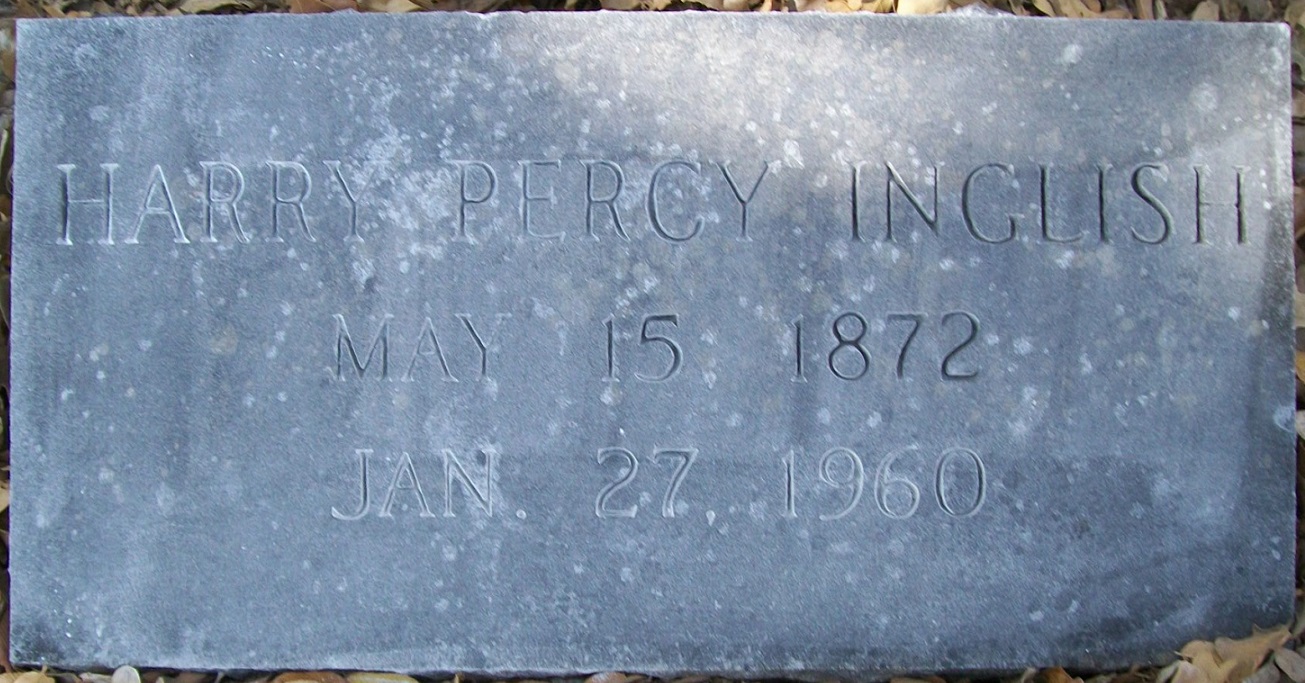 HARRY PERCY INGLISH
MAY 15 1872
JAN. 27, 1960